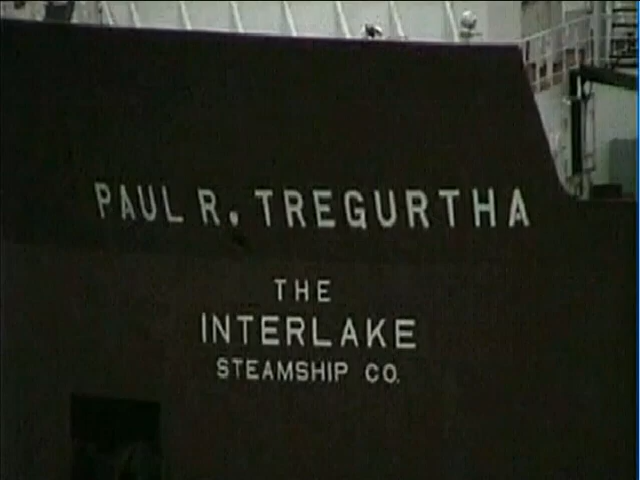 PAUL R. TREGURTHA
THE
INTERLAKE
STEAMSHIP CO.